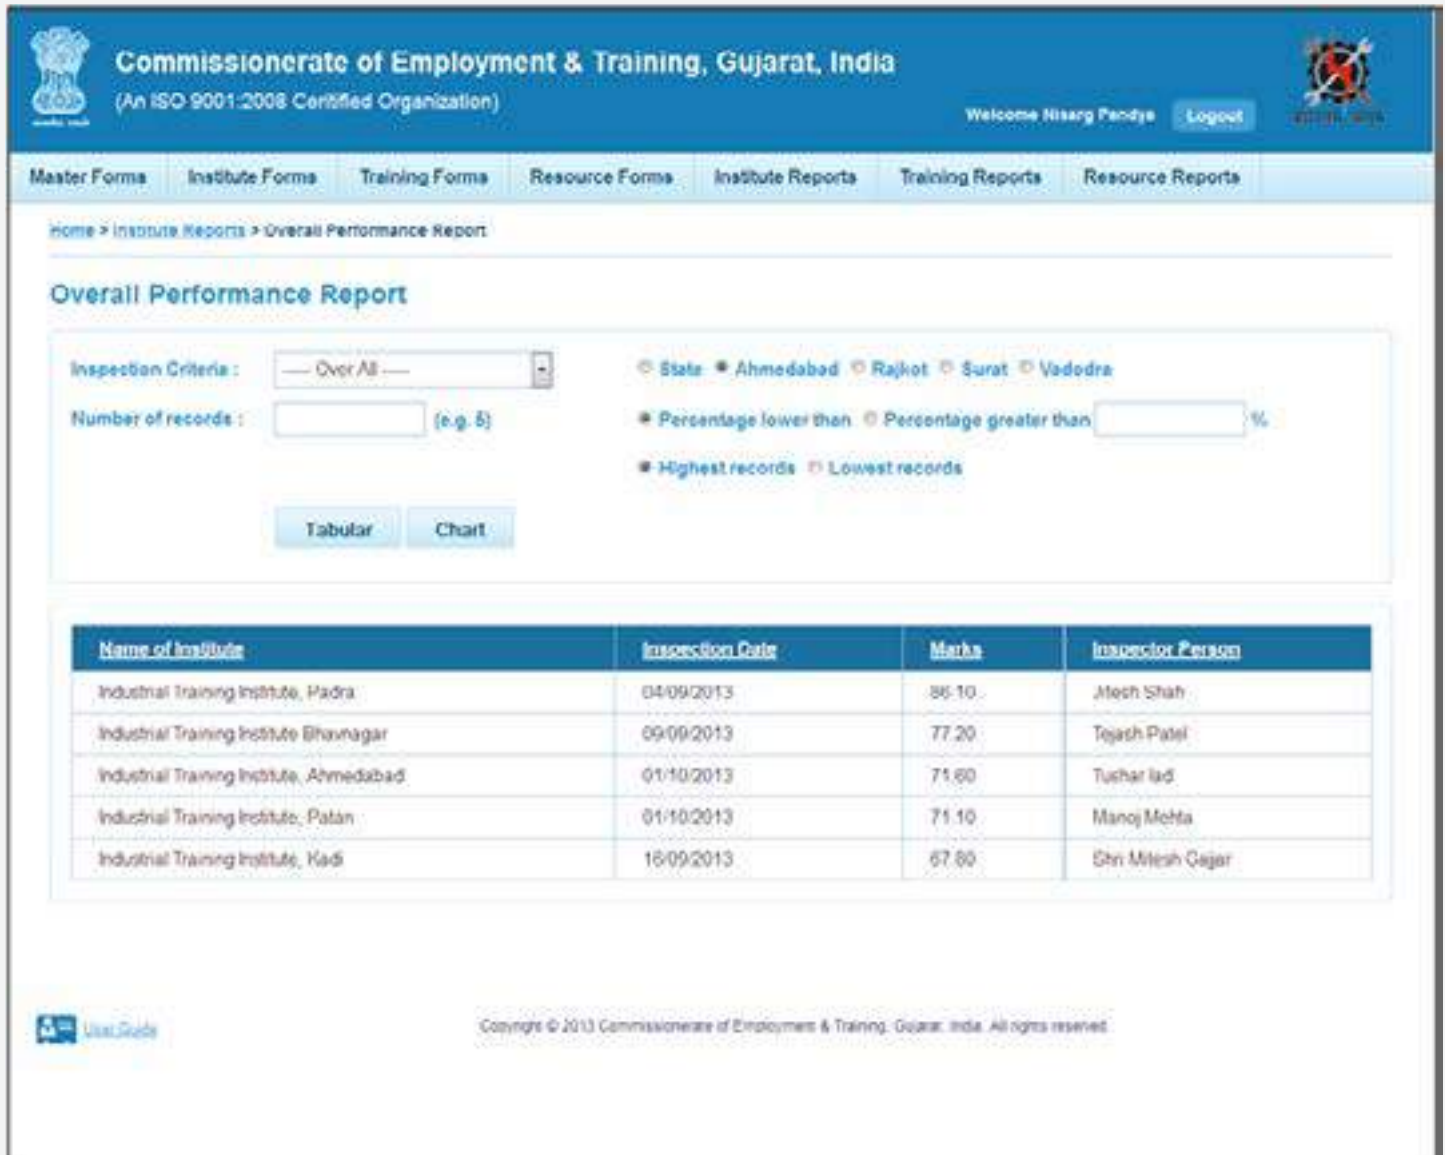 Commissionerate of Employment & Training, Gujarat, India
(An ISO 9001:2008 Certified Organization)
Welcome Nisarg Pandya Logout
Master Forms Institute Forms Training Forms Resource Forms Institute Reports Training Reports Resource Reports
Home > Institute Reports > Overall Performance Report
Overall Performance Report
Inspection Criteria : ---- Over All ---- State Ahmedabad Rajkot Surat Vadodra
Number of records : (e.g. 5) Percentage lower than Percentage greater than %
Highest records Lowest records
Tabular Chart
Name of Institute Inspection Date Marks Inspector Person
Industrial Training Institute, Padra 04/09/2013 86.10 Jitesh Shah
Industrial Training Institute Bhavnagar 09/09/2013 77.20 Tejash Patel
Industrial Training Institute, Ahmedabad 01/10/2013 71.60 Tushar lad
Industrial Training Institute, Patan 01/10/2013 71.10 Manoj Mehta
Industrial Training Institute, Kadi 16/09/2013 67.80 Shri Mitesh Gajjar
User Guide Copyright © 2013 Commissionerate of Employment & Training, Gujarat, India. All rights reserved.